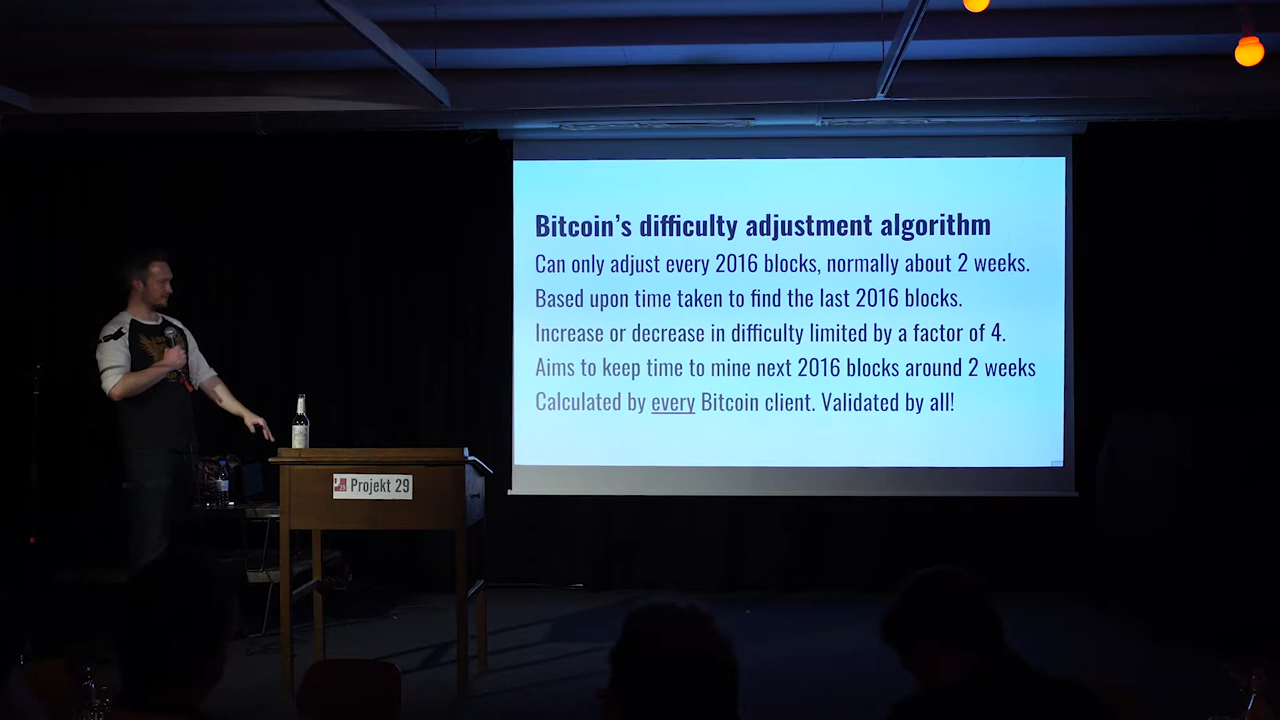 Bitcoin’s difficulty adjustment algorithm
Can only adjust every 2016 blocks, normally about 2 weeks.
Based upon time taken to find the last 2016 blocks.
Increase or decrease in difficulty limited by a factor of 4.
Aims to keep time to mine next 2016 blocks around 2 weeks
Calculated by every Bitcoin client. Validated by all!
Projekt 29